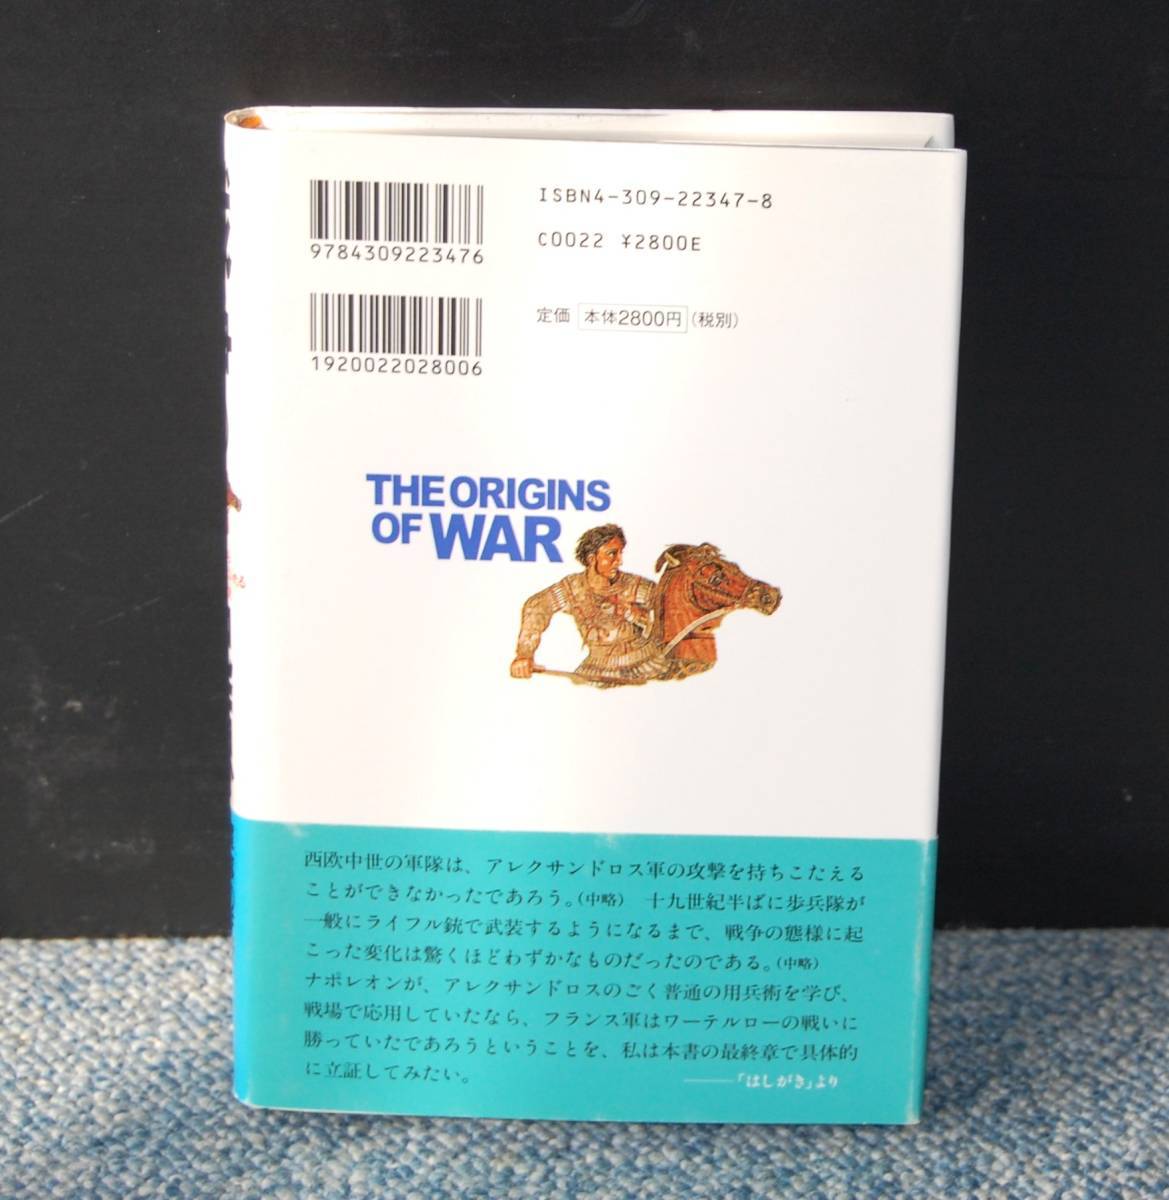 ISBN4-309-22347-8
9784309223476
C0022 ¥2800E
定価 本体2800円 (税別)
1920022028006
THE ORIGINS
OF WAR
西欧中世の軍隊は、アレクサンドロス軍の攻撃を持ちこたえる
ことができなかったであろう。(中略) 十九世紀半ばに歩兵隊が
一般にライフル銃で武装するようになるまで、戦争の態様に起
こった変化は驚くほどわずかなものだったのである。(中略)
ナポレオンが、アレクサンドロスのごく普通の用兵術を学び、
戦場で応用していたなら、フランス軍はワーテルローの戦いに
勝っていたであろうということを、私は本書の最終章で具体的
に立証してみたい。
――「はしがき」より